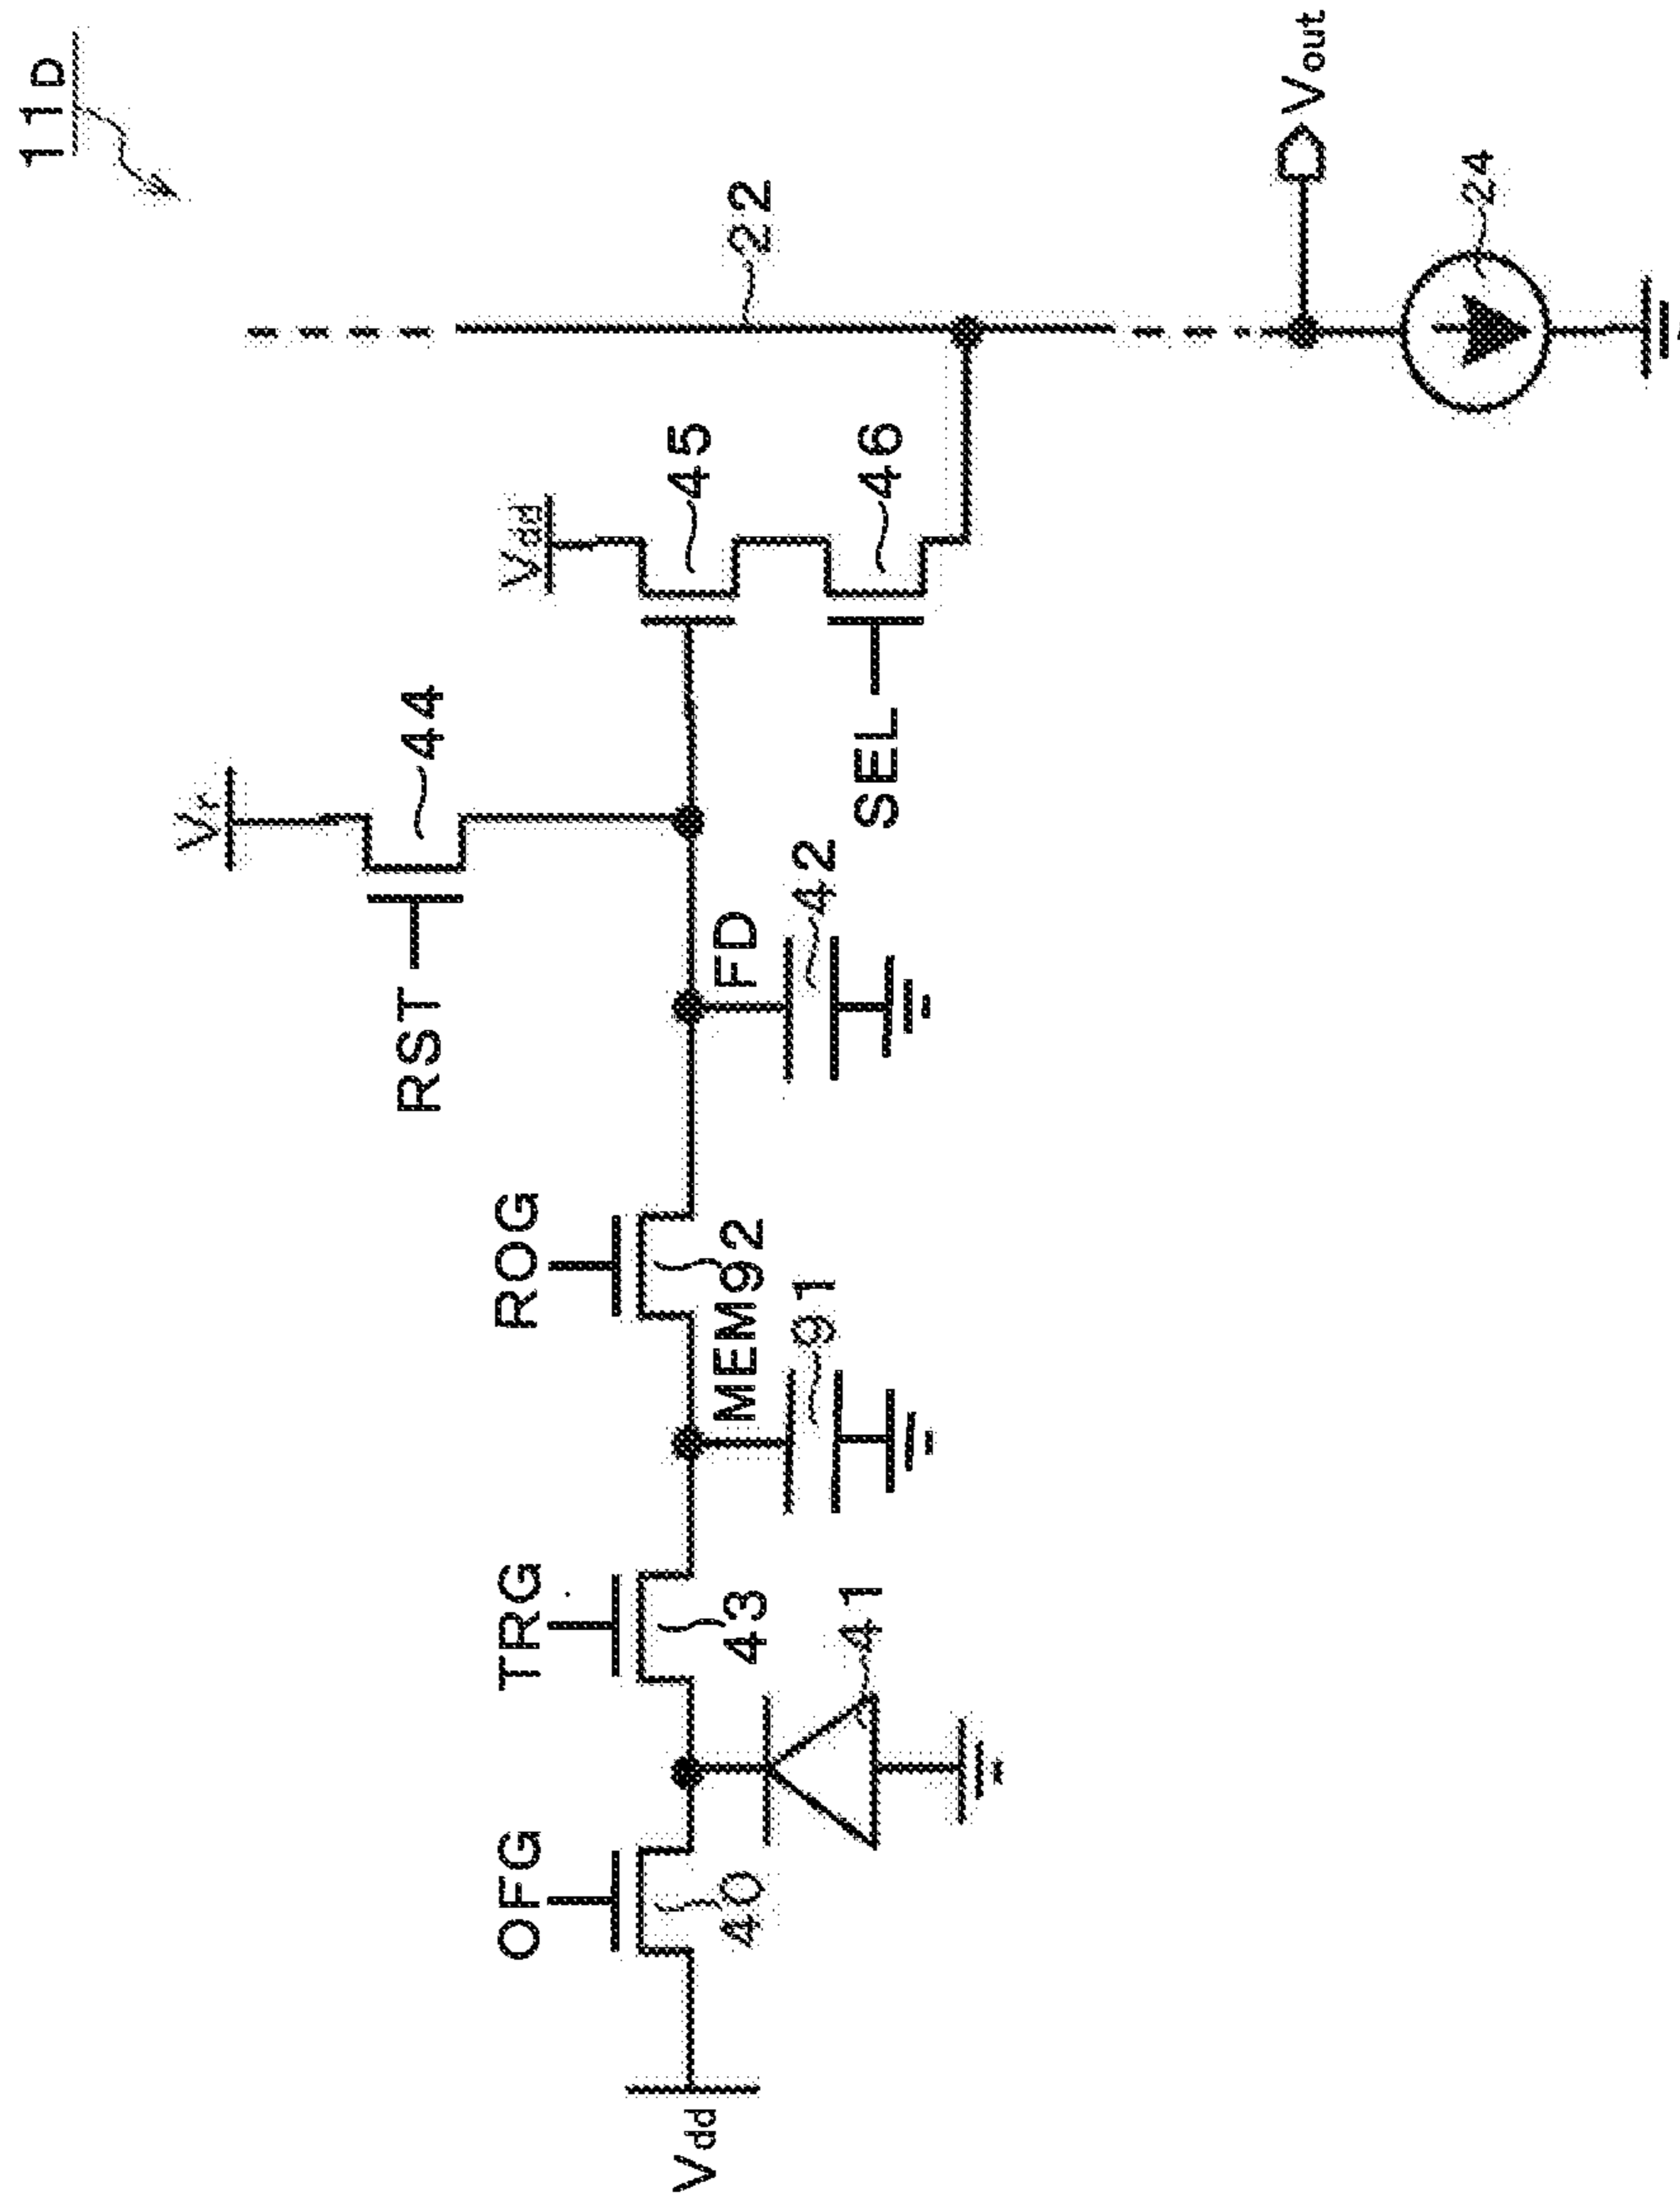 11D
Vr
RST
44
Vdd
45
22
ROG
FD
SEL
46
OFG
TRG
MEM
92
42
Vdd
40
43
41
91
Vout
24